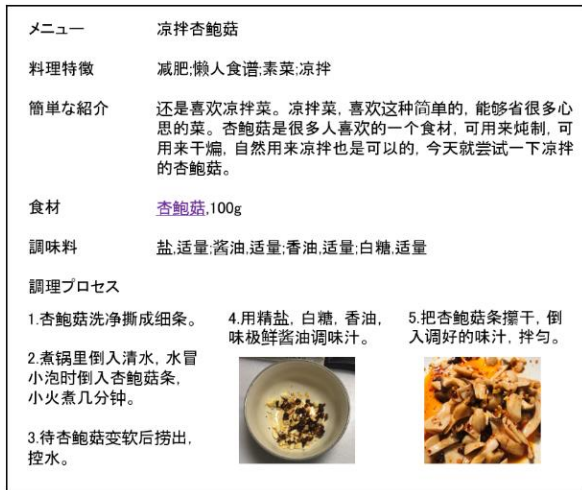 メニュー 凉拌杏鲍菇
料理特徴 减肥;懒人食谱;素菜;凉拌
簡単な紹介 还是喜欢凉拌菜。凉拌菜, 喜欢这种简单的, 能够省很多心
思的菜。杏鲍菇是很多人喜欢的一个食材, 可用来炖制, 可
用来干煸, 自然用来凉拌也是可以的, 今天就尝试一下凉拌
的杏鲍菇。
食材 杏鲍菇,100g
調味料 盐,适量;酱油,适量;香油,适量;白糖,适量
調理プロセス
1.杏鲍菇洗净撕成细条。
2.煮锅里倒入清水, 水冒
小泡时倒入杏鲍菇条,
小火煮几分钟。
3.待杏鲍菇变软后捞出,
控水。
4.用精盐, 白糖, 香油,
味极鲜酱油调味汁。
5.把杏鲍菇条攥干, 倒
入调好的味汁, 拌匀。